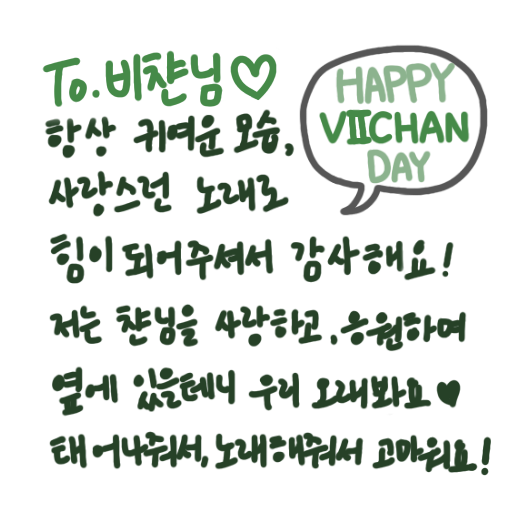 To. 비챤님♡
HAPPY
VIICHAN
DAY
항상 귀여운 모습,
사랑스런 노래로
힘이 되어주셔서 감사해요!
저는 챤님을 사랑하고, 응원하며
옆에 있을테니 우리 오래봐요♥
태어나줘서, 노래해줘서 고마워요!